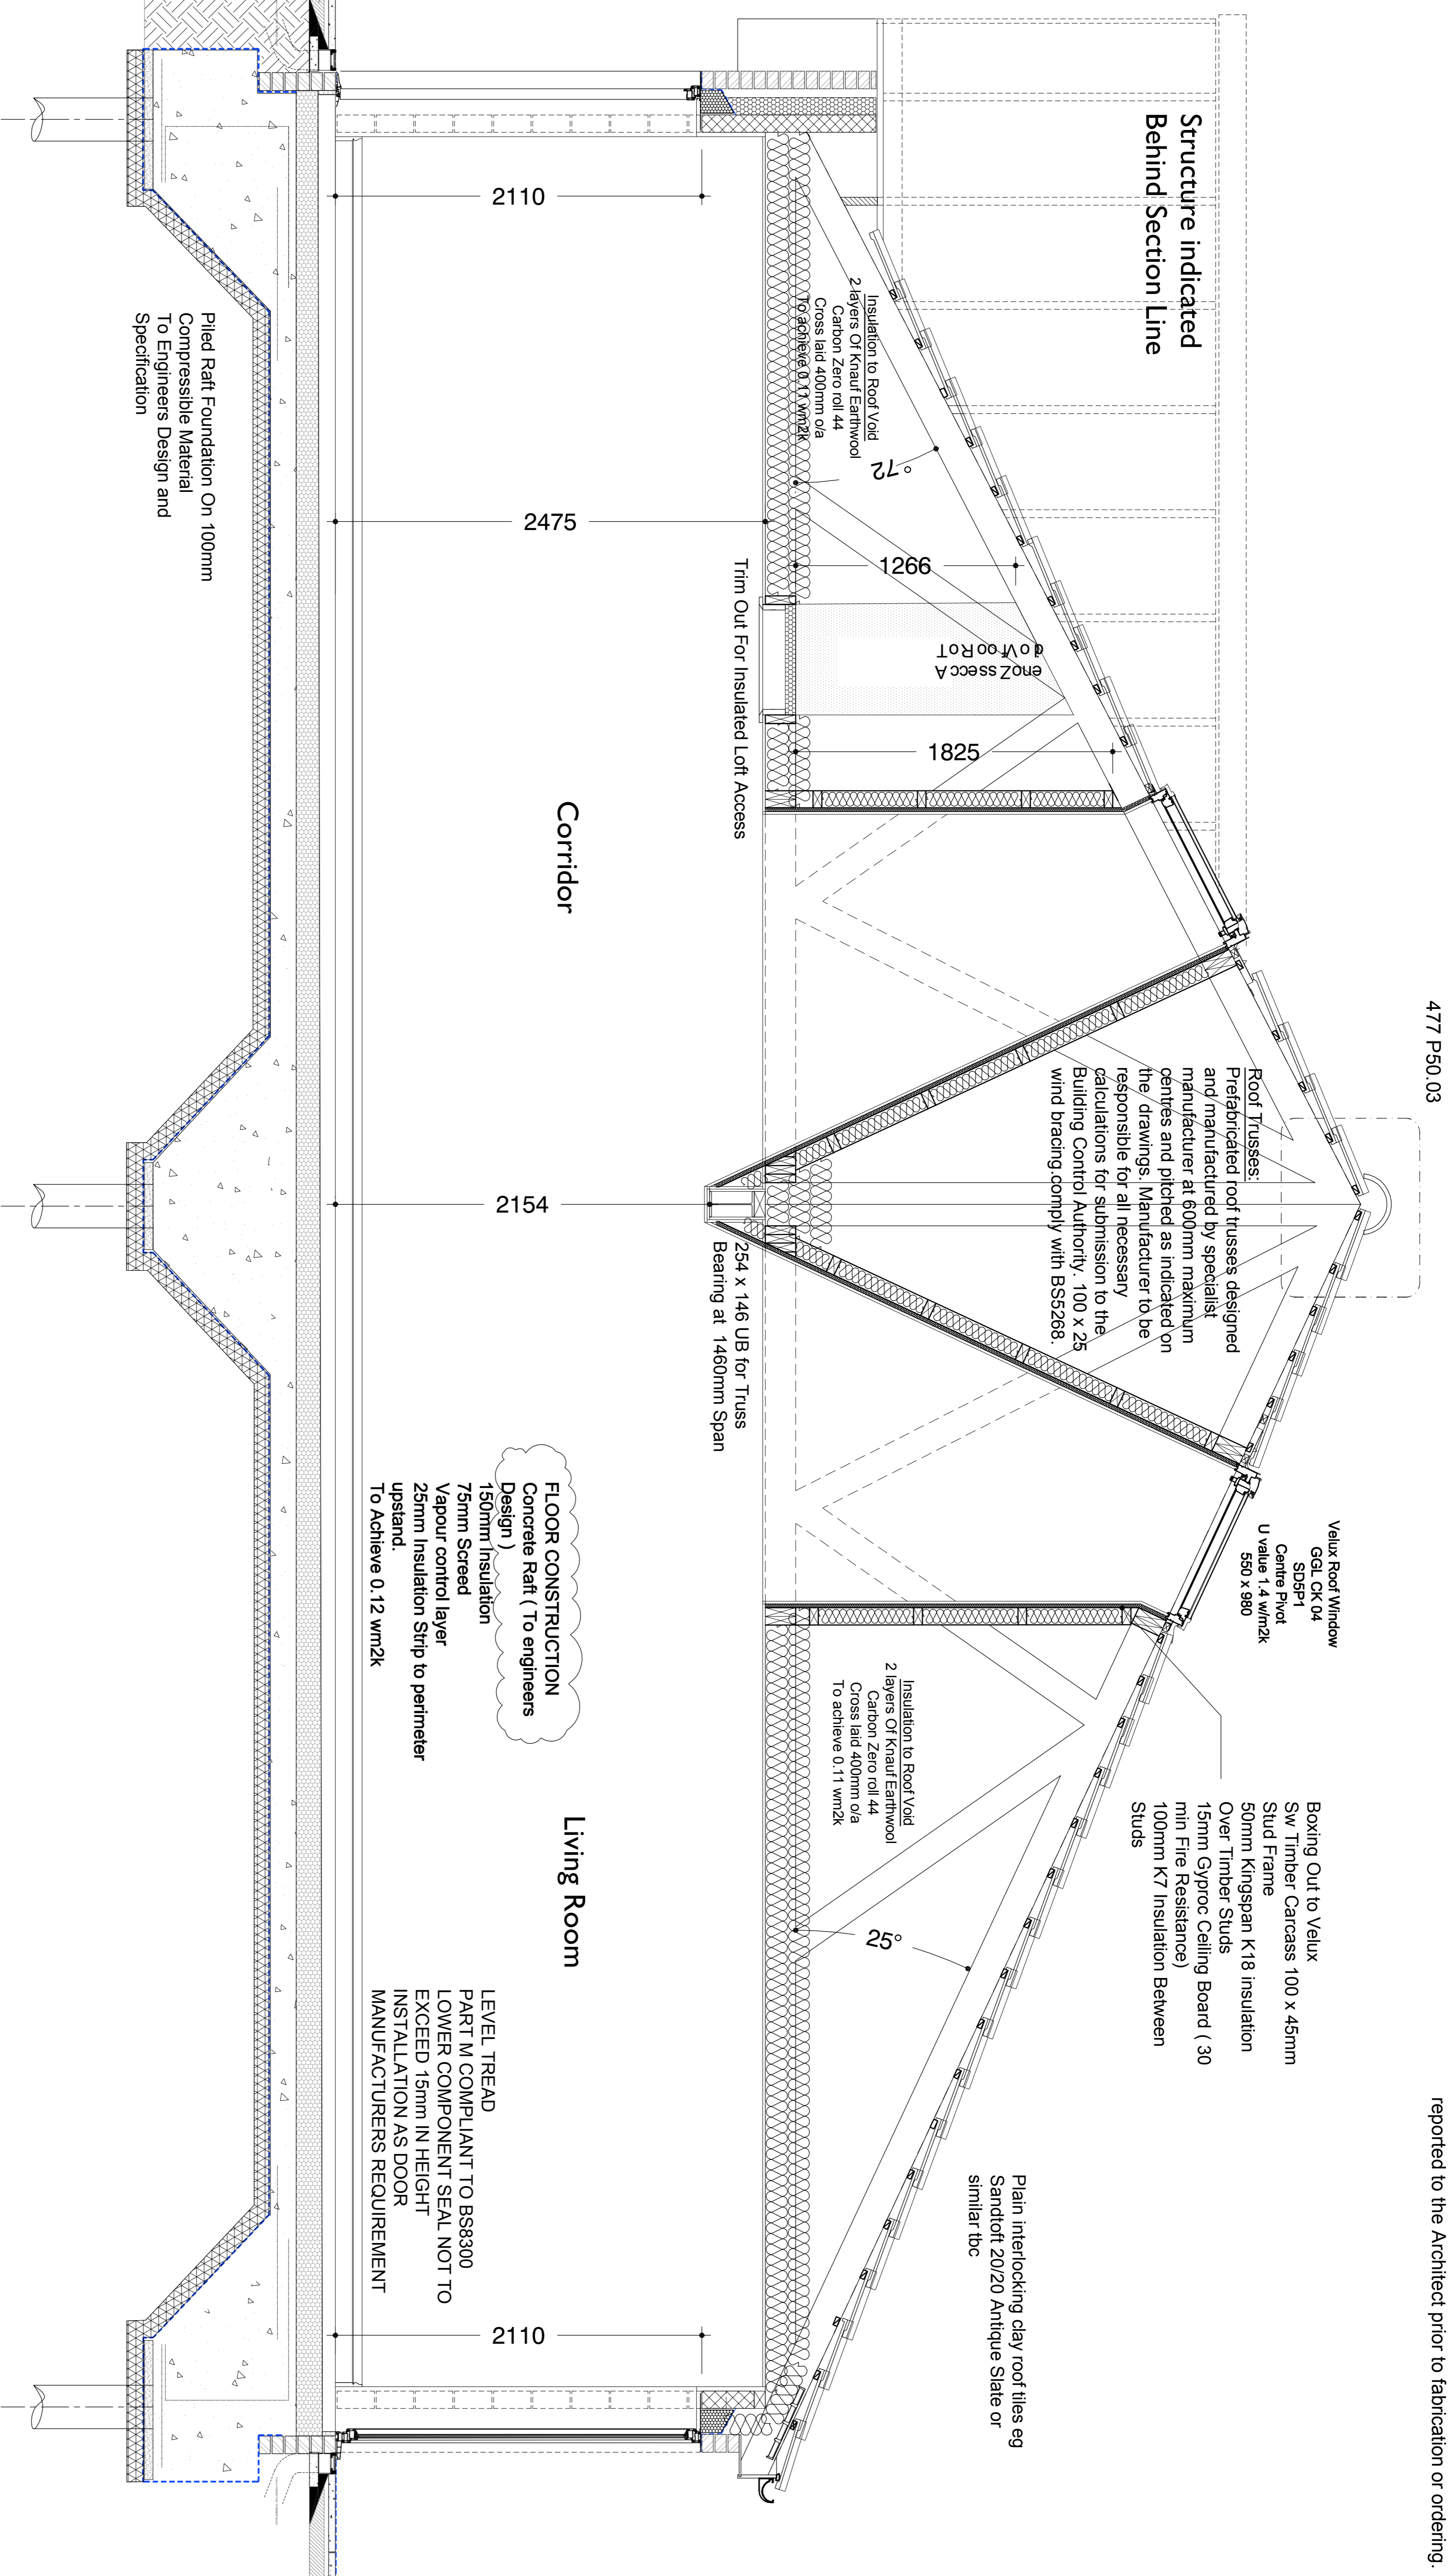 477 P50.03
reported to the Architect prior to fabrication or ordering.
Structure indicated
Behind Section Line
Insulation to Roof Void
2 layers Of Knauf Earthwool
Carbon Zero roll 44
Cross laid 400mm o/a
To achieve 0.11 wm2k
°72
1266
Access Zone
To Roof Void
1825
Trim Out For Insulated Loft Access
Roof Trusses:
Prefabricated roof trusses designed
and manufactured by specialist
manufacturer at 600mm maximum
centres and pitched as indicated on
the drawings. Manufacturer to be
responsible for all necessary
calculations for submission to the
Building Control Authority. 100 x 25
wind bracing.comply with BS5268.
Velux Roof Window
GGL CK 04
SD5P1
Centre Pivot
U value 1.4 w/m2k
550 x 980
Boxing Out to Velux
Sw Timber Carcass 100 x 45mm
Stud Frame
50mm Kingspan K18 insulation
Over Timber Studs
15mm Gyproc Ceiling Board ( 30
min Fire Resistance)
100mm K7 Insulation Between
Studs
Insulation to Roof Void
2 layers Of Knauf Earthwool
Carbon Zero roll 44
Cross laid 400mm o/a
To achieve 0.11 wm2k
25°
Plain interlocking clay roof tiles eg
Sandtoft 20/20 Antique Slate or
similar tbc
254 x 146 UB for Truss
Bearing at 1460mm Span
2110
2475
2154
2110
Corridor
Living Room
FLOOR CONSTRUCTION
Concrete Raft ( To engineers
Design )
150mm Insulation
75mm Screed
Vapour control layer
25mm Insulation Strip to perimeter
upstand.
To Achieve 0.12 wm2k
LEVEL TREAD
PART M COMPLIANT TO BS8300
LOWER COMPONENT SEAL NOT TO
EXCEED 15mm IN HEIGHT
INSTALLATION AS DOOR
MANUFACTURERS REQUIREMENT
Piled Raft Foundation On 100mm
Compressible Material
To Engineers Design and
Specification